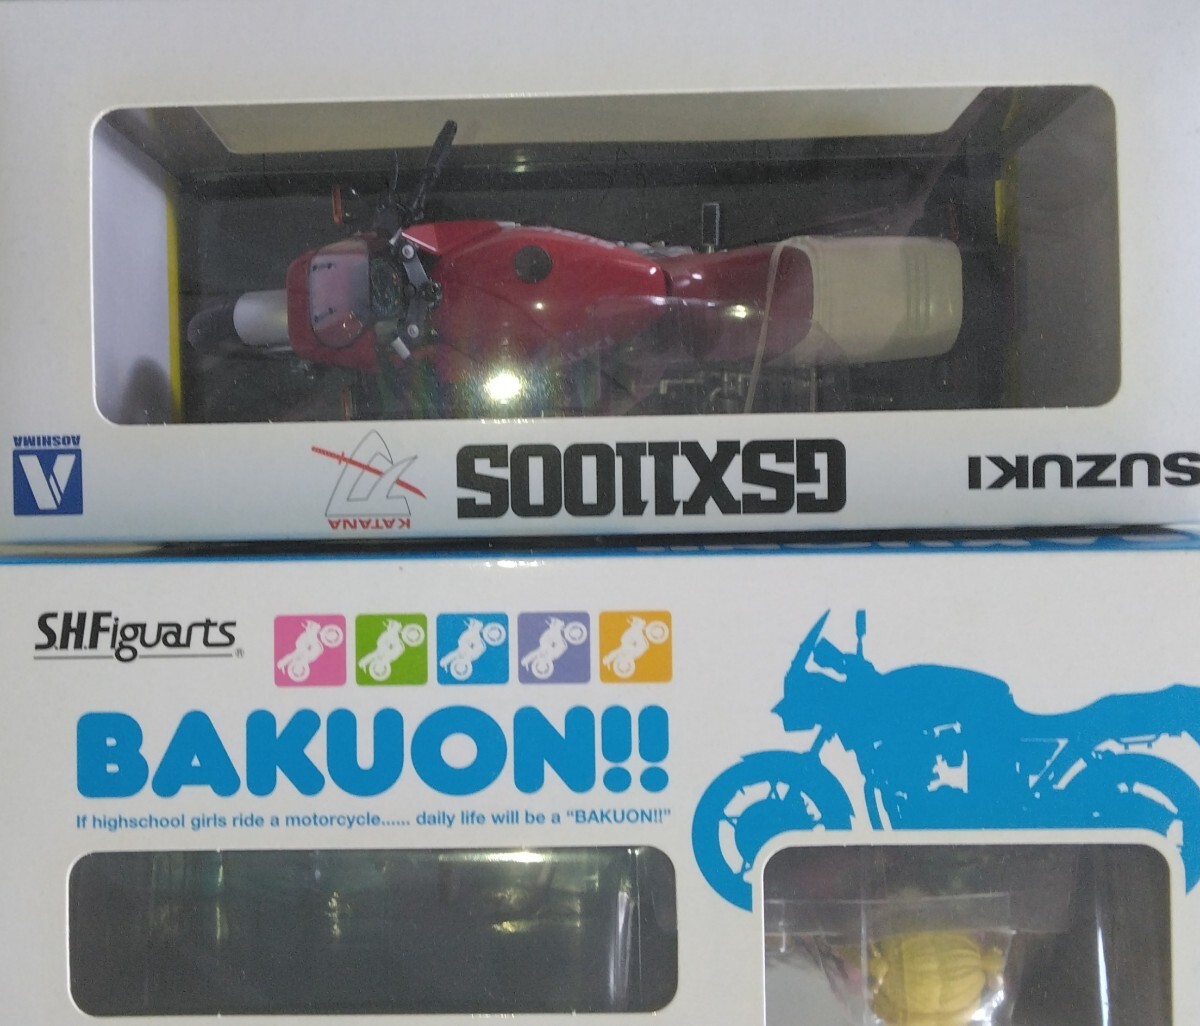 AOSHIMA
KATANA
GSX1100S
SUZUKI
S.H.Figuarts®
BAKUON!!
If highschool girls ride a motorcycle...... daily life will be a "BAKUON!!"